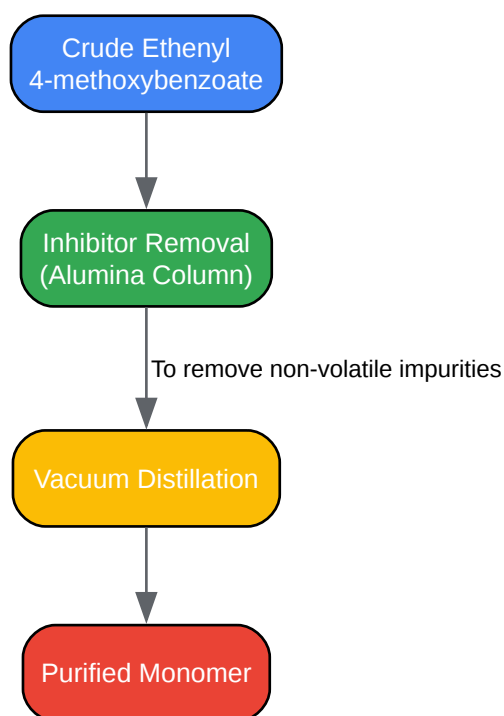 Crude Ethenyl
4-methoxybenzoate
Inhibitor Removal
(Alumina Column)
To remove non-volatile impurities
Vacuum Distillation
Purified Monomer